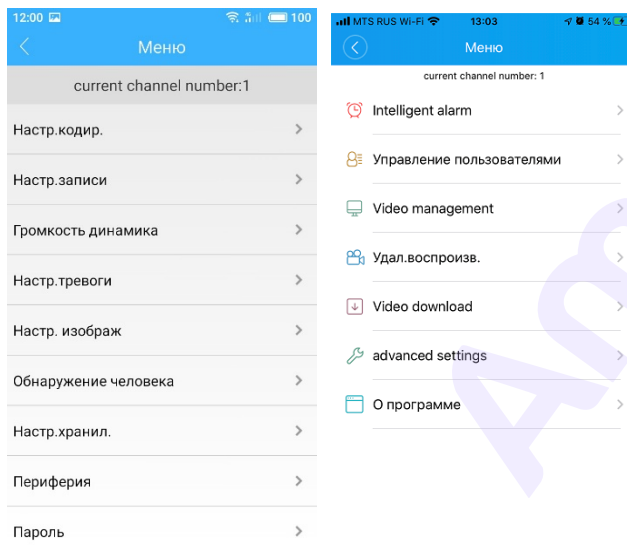 12:00
100
Меню
current channel number:1
Настр.кодир.
Настр.записи
Громкость динамика
Настр.тревоги
Настр. изображ
Обнаружение человека
Настр.хранил.
Периферия
Пароль
MTS RUS Wi-Fi
13:03
54 %
Меню
current channel number: 1
Intelligent alarm
Управление пользователями
Video management
Удал.воспроизв.
Video download
advanced settings
О программе
Am